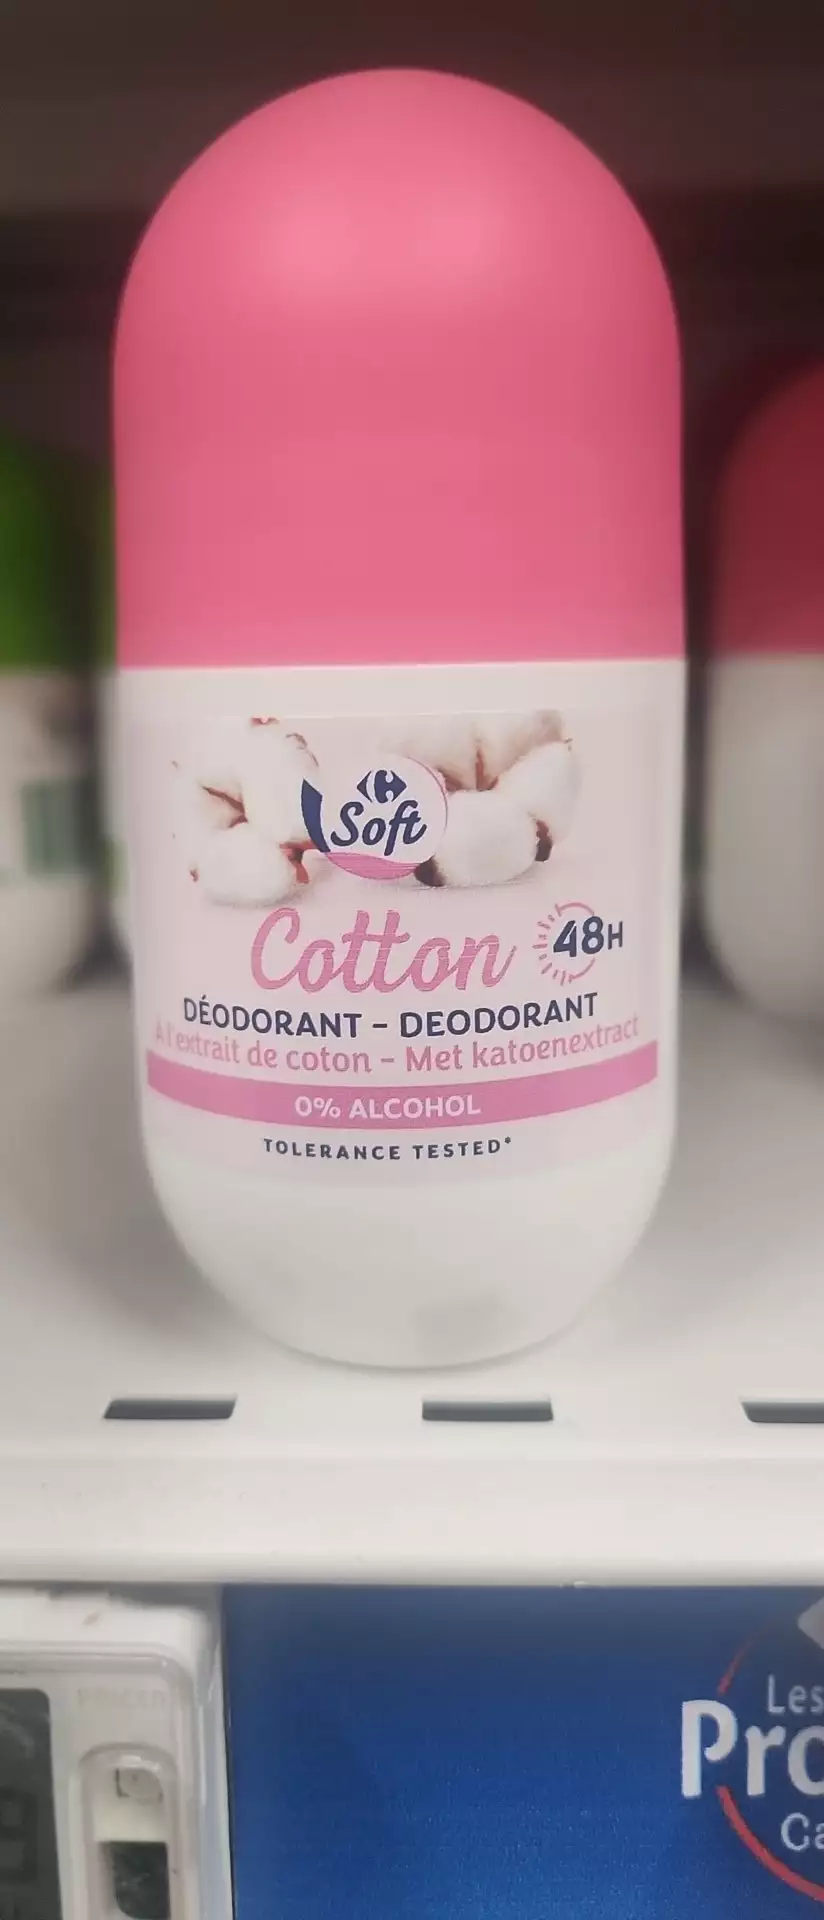 Soft
Cotton
48H
DÉODORANT – DEODORANT
À l'extrait de coton – Met katoenextract
0% ALCOHOL
TOLERANCE TESTED*
Les
Pro
Ca